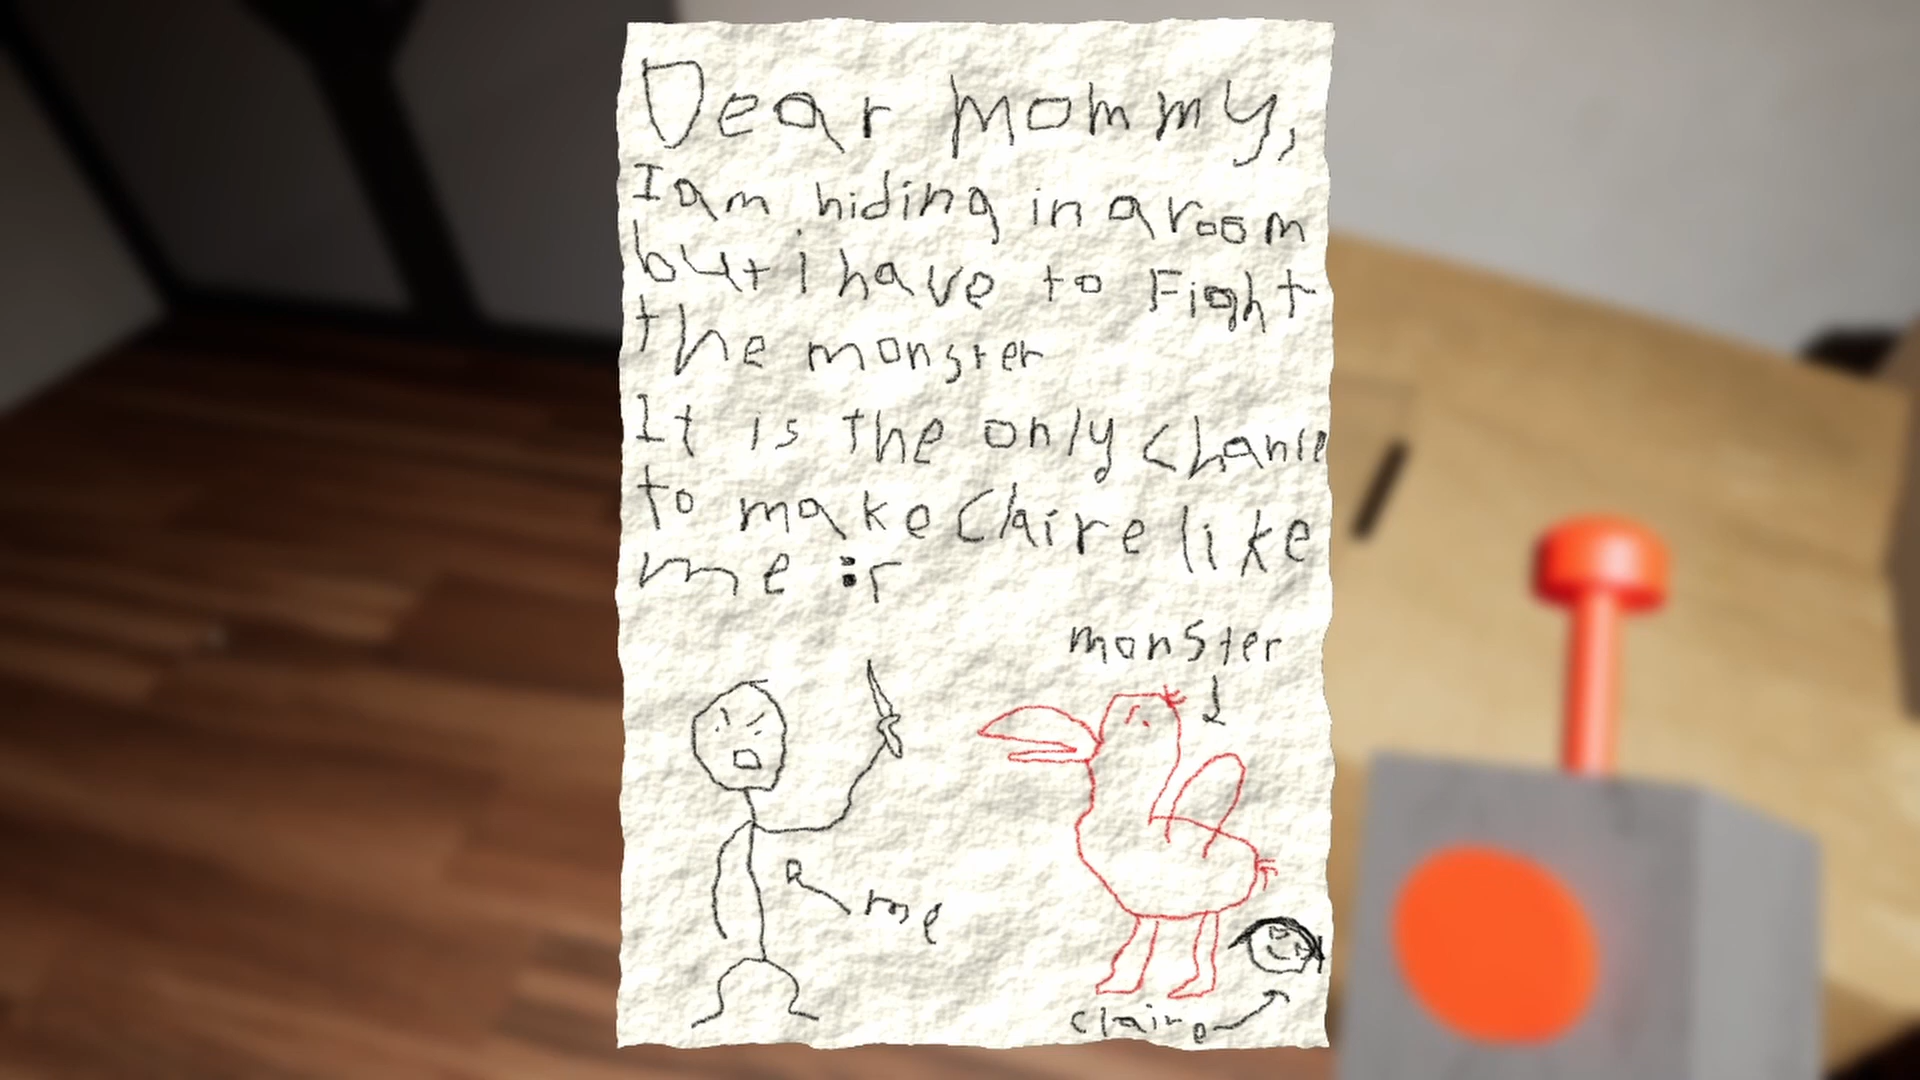 Dear mommy,
I am hiding in a room
but i have to Fight
the monster
It is the only chance
to make Claire like
me :r
monster
me
claire